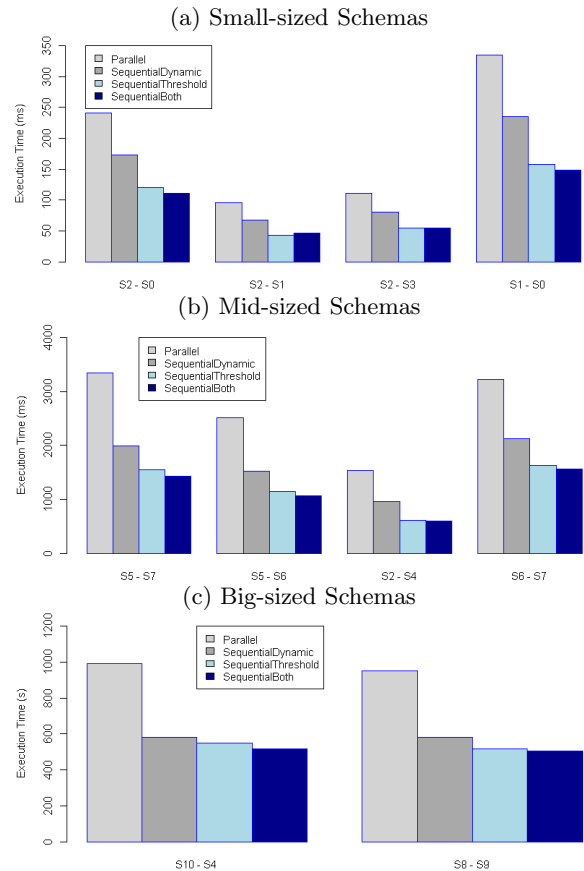 (a) Small-sized Schemas
Execution Time (ms)
0 50 100 150 200 250 300 350
Parallel
SequentialDynamic
SequentialThreshold
SequentialBoth
S2 - S0 S2 - S1 S2 - S3 S1 - S0
(b) Mid-sized Schemas
Execution Time (ms)
0 1000 2000 3000 4000
Parallel
SequentialDynamic
SequentialThreshold
SequentialBoth
S5 - S7 S5 - S6 S2 - S4 S6 - S7
(c) Big-sized Schemas
Execution Time (s)
0 200 400 600 800 1000 1200
Parallel
SequentialDynamic
SequentialThreshold
SequentialBoth
S10 - S4 S8 - S9